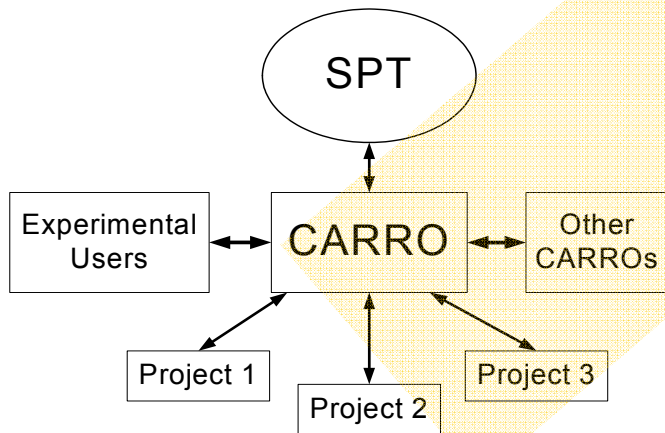 SPT
Experimental
Users
CARRO
Other
CARROs
Project 1
Project 2
Project 3